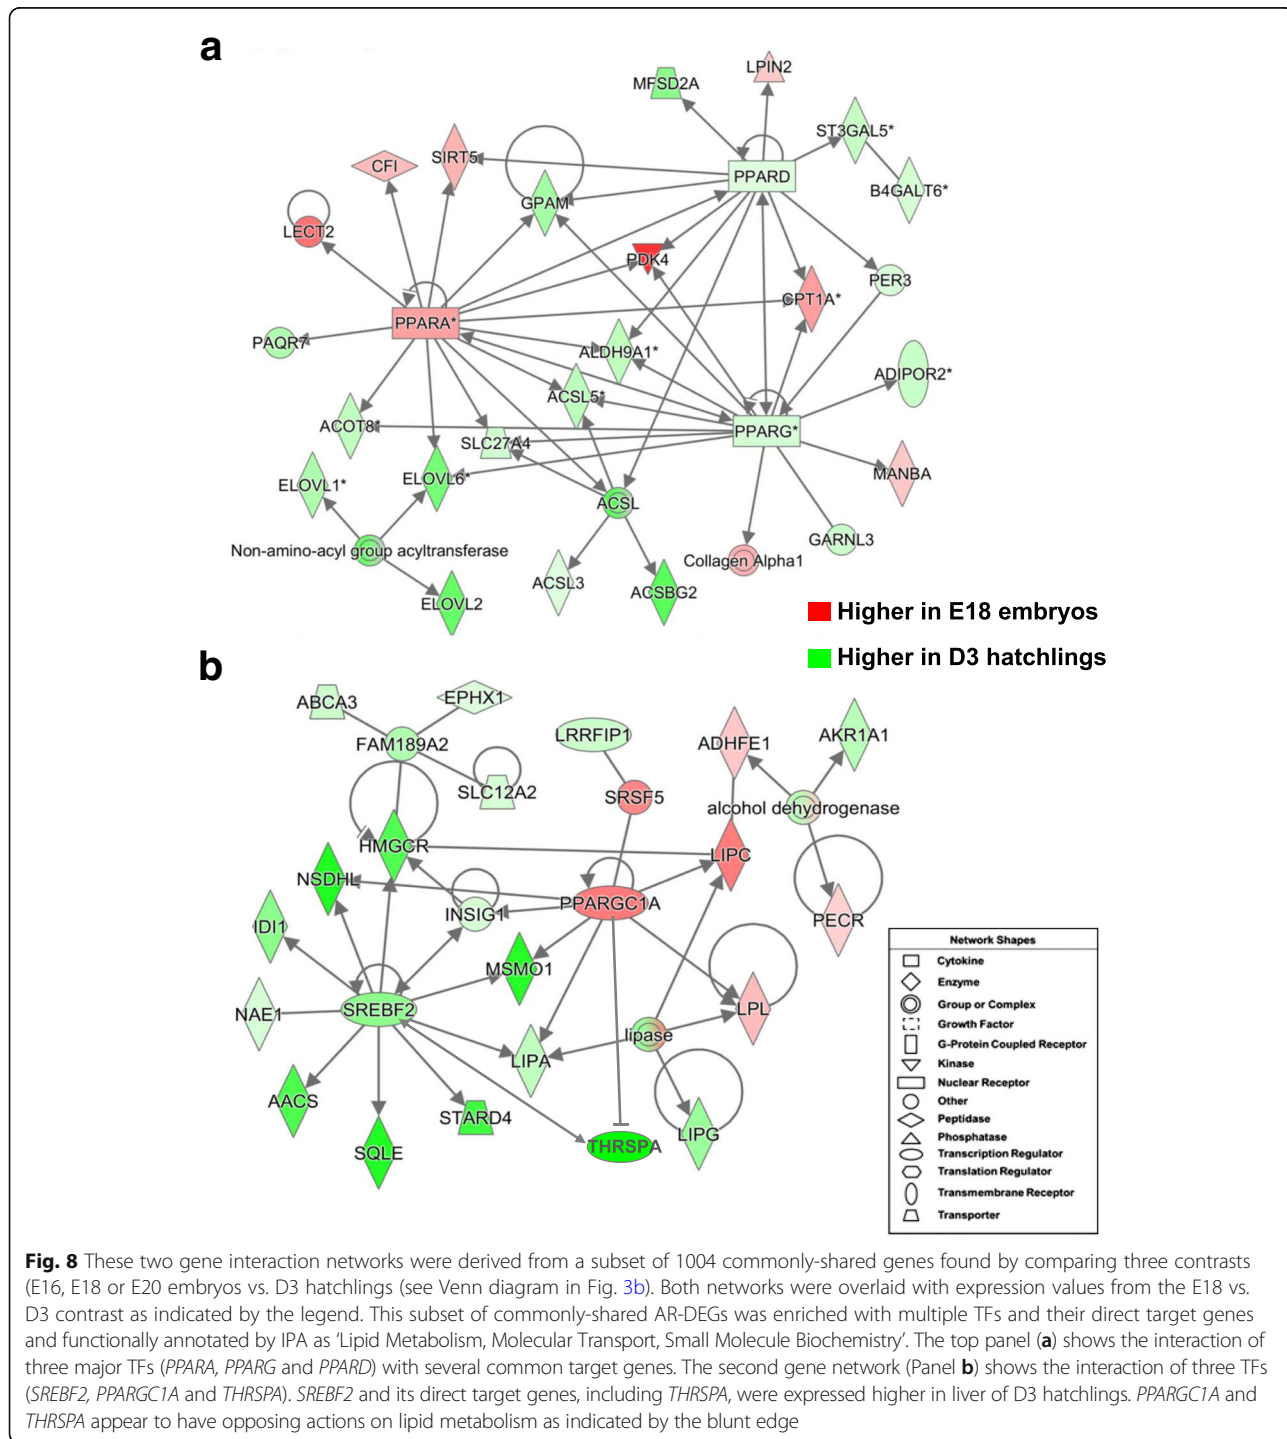 a
MFSD2A
LPIN2
ST3GAL5*
B4GALT6*
CFI
SIRT5
PPARD
GPAM
LECT2
PDK4
PER3
CPT1A*
PPARA*
PAQR7
ALDH9A1*
ADIPOR2*
ACSL5*
ACOT8*
SLC27A4
PPARG*
ELOVL1*
ELOVL6*
MANBA
ACSL
Non-amino-acyl group acyltransferase
GARNL3
Collagen Alpha1
ACSL3
ACSBG2
ELOVL2
Higher in E18 embryos
Higher in D3 hatchlings
b
ABCA3
EPHX1
FAM189A2
LRRFIP1
ADHFE1
AKR1A1
SLC12A2
SRSF5
alcohol dehydrogenase
HMGCR
LIPC
NSDHL
PPARGC1A
INSIG1
PECR
IDI1
MSMO1
NAE1
SREBF2
LPL
lipase
LIPA
AACS
STARD4
SQLE
THRSPA
LIPG
Network Shapes
Cytokine
Enzyme
Group or Complex
Growth Factor
G-Protein Coupled Receptor
Kinase
Nuclear Receptor
Other
Peptidase
Phosphatase
Transcription Regulator
Translation Regulator
Transmembrane Receptor
Transporter
Fig. 8 These two gene interaction networks were derived from a subset of 1004 commonly-shared genes found by comparing three contrasts
(E16, E18 or E20 embryos vs. D3 hatchlings (see Venn diagram in Fig. 3b). Both networks were overlaid with expression values from the E18 vs.
D3 contrast as indicated by the legend. This subset of commonly-shared AR-DEGs was enriched with multiple TFs and their direct target genes
and functionally annotated by IPA as ‘Lipid Metabolism, Molecular Transport, Small Molecule Biochemistry’. The top panel (a) shows the interaction of
three major TFs (PPARA, PPARG and PPARD) with several common target genes. The second gene network (Panel b) shows the interaction of three TFs
(SREBF2, PPARGC1A and THRSPA). SREBF2 and its direct target genes, including THRSPA, were expressed higher in liver of D3 hatchlings. PPARGC1A and
THRSPA appear to have opposing actions on lipid metabolism as indicated by the blunt edge